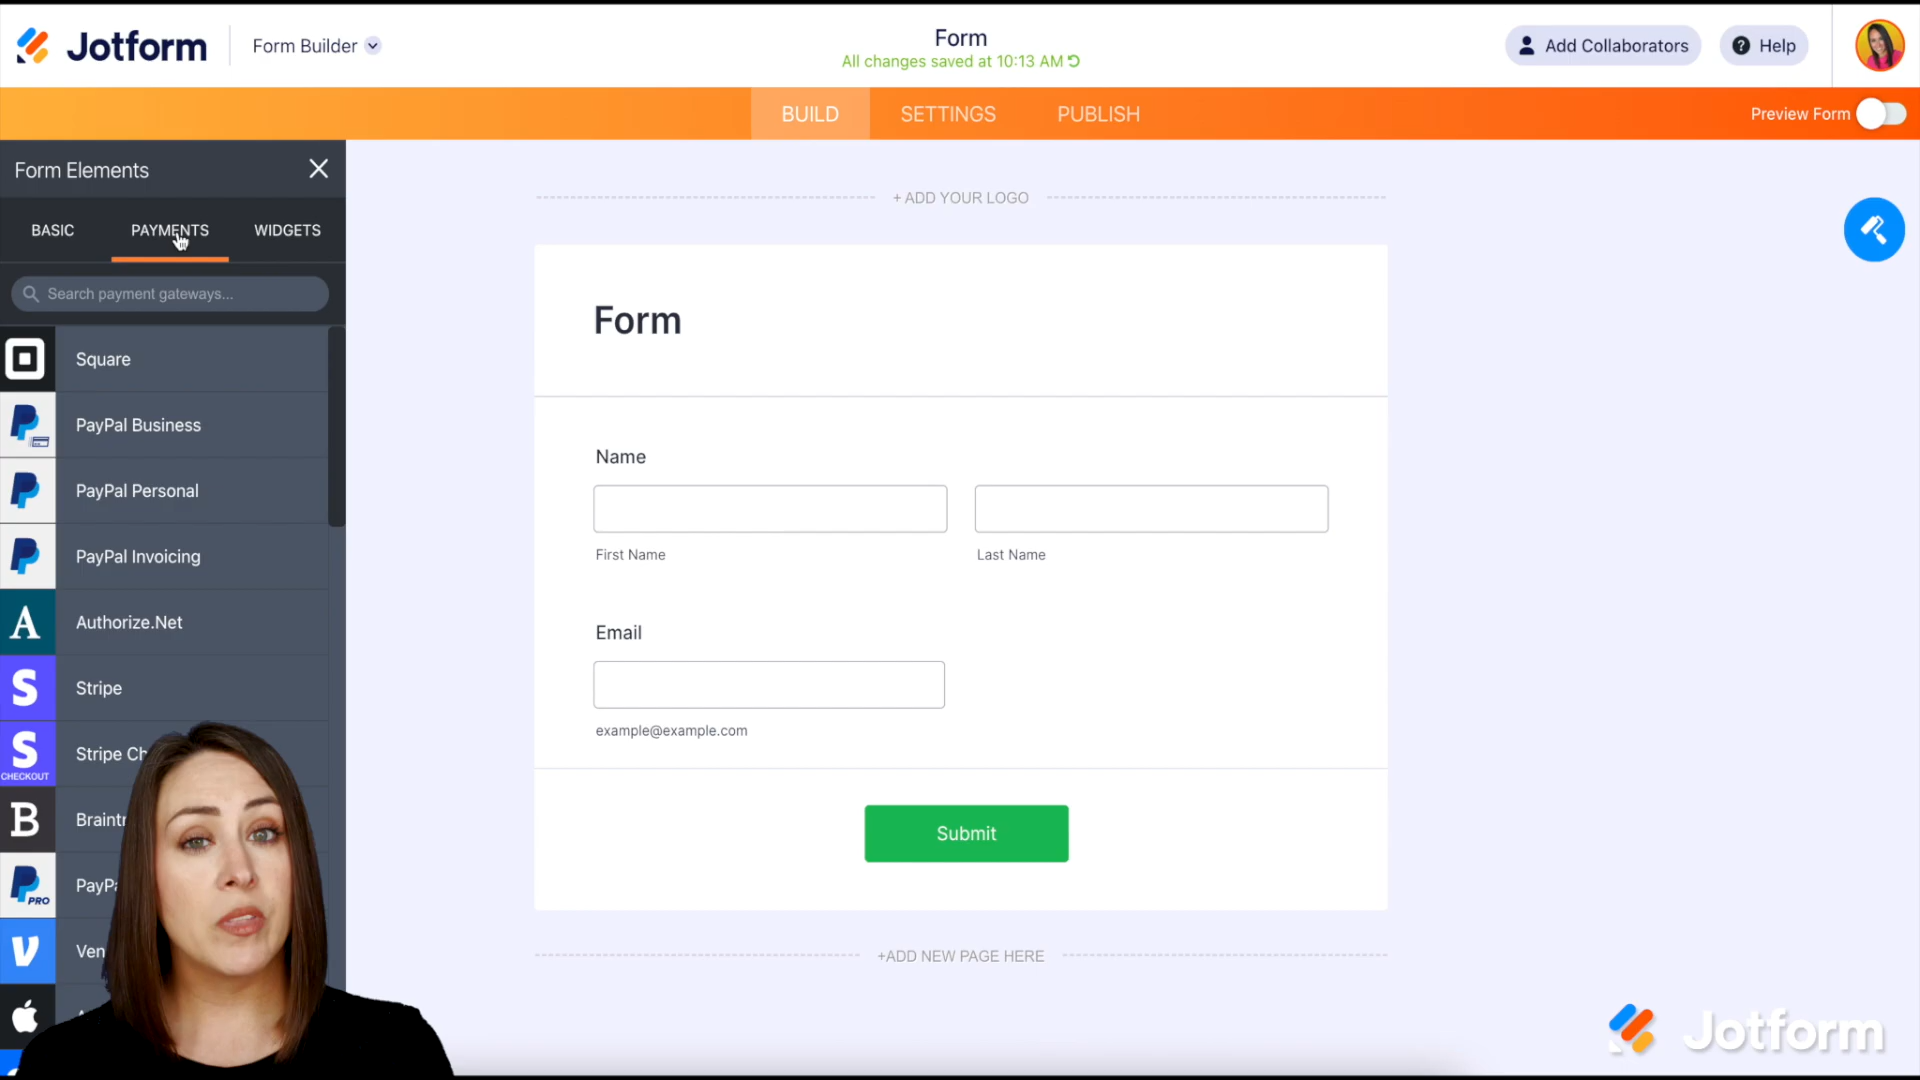 Jotform
Form Builder
Form
All changes saved at 10:13 AM
Add Collaborators
? Help
BUILD
SETTINGS
PUBLISH
Preview Form
Form Elements
BASIC
PAYMENTS
WIDGETS
Search payment gateways...
Square
PayPal Business
PayPal Personal
PayPal Invoicing
Authorize.Net
Stripe
CHECKOUT
PRO
+ ADD YOUR LOGO
Form
Name
First Name
Last Name
Email
example@example.com
Submit
+ADD NEW PAGE HERE
Jotform